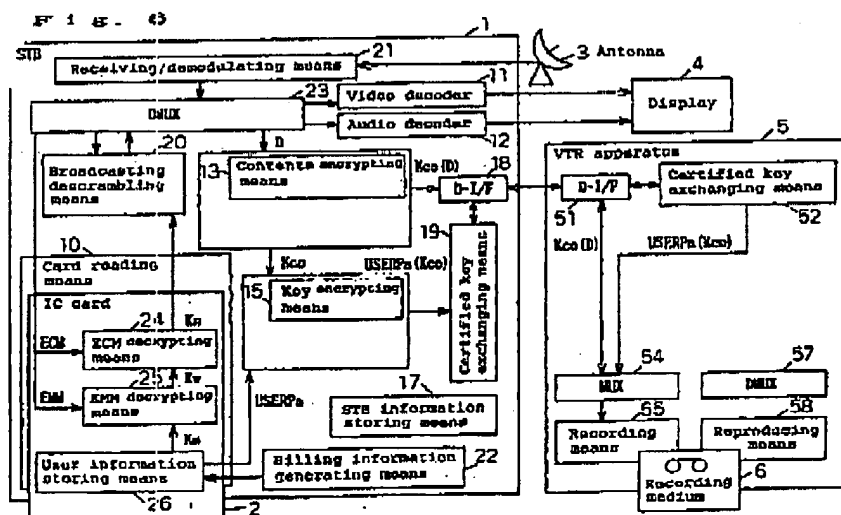 1
STB
21
Receiving/demodulating means
3 Antenna
11
4
23
Video decoder
DMUX
Audio decoder
Display
20
D
12
5
VTR apparatus
Broadcasting
descrambling
means
13
Contents encrypting
means
Kco(D)
18
D-I/F
D-I/F
51
Certified key
exchanging means
52
19
Kco(D)
USERPa(Kco)
10
Card reading
means
Kco
USERPa(Kco)
Certified key
exchanging means
IC card
24
15
Key encrypting
means
ECM
ECM decrypting
means
25
54
57
EMM
EMM decrypting
means
USERPa
17
MUX
DMUX
STB information
storing means
55
58
Recording
means
Reproducing
means
User information
storing means
Billing information
generating means
22
6
26
2
Recording
medium